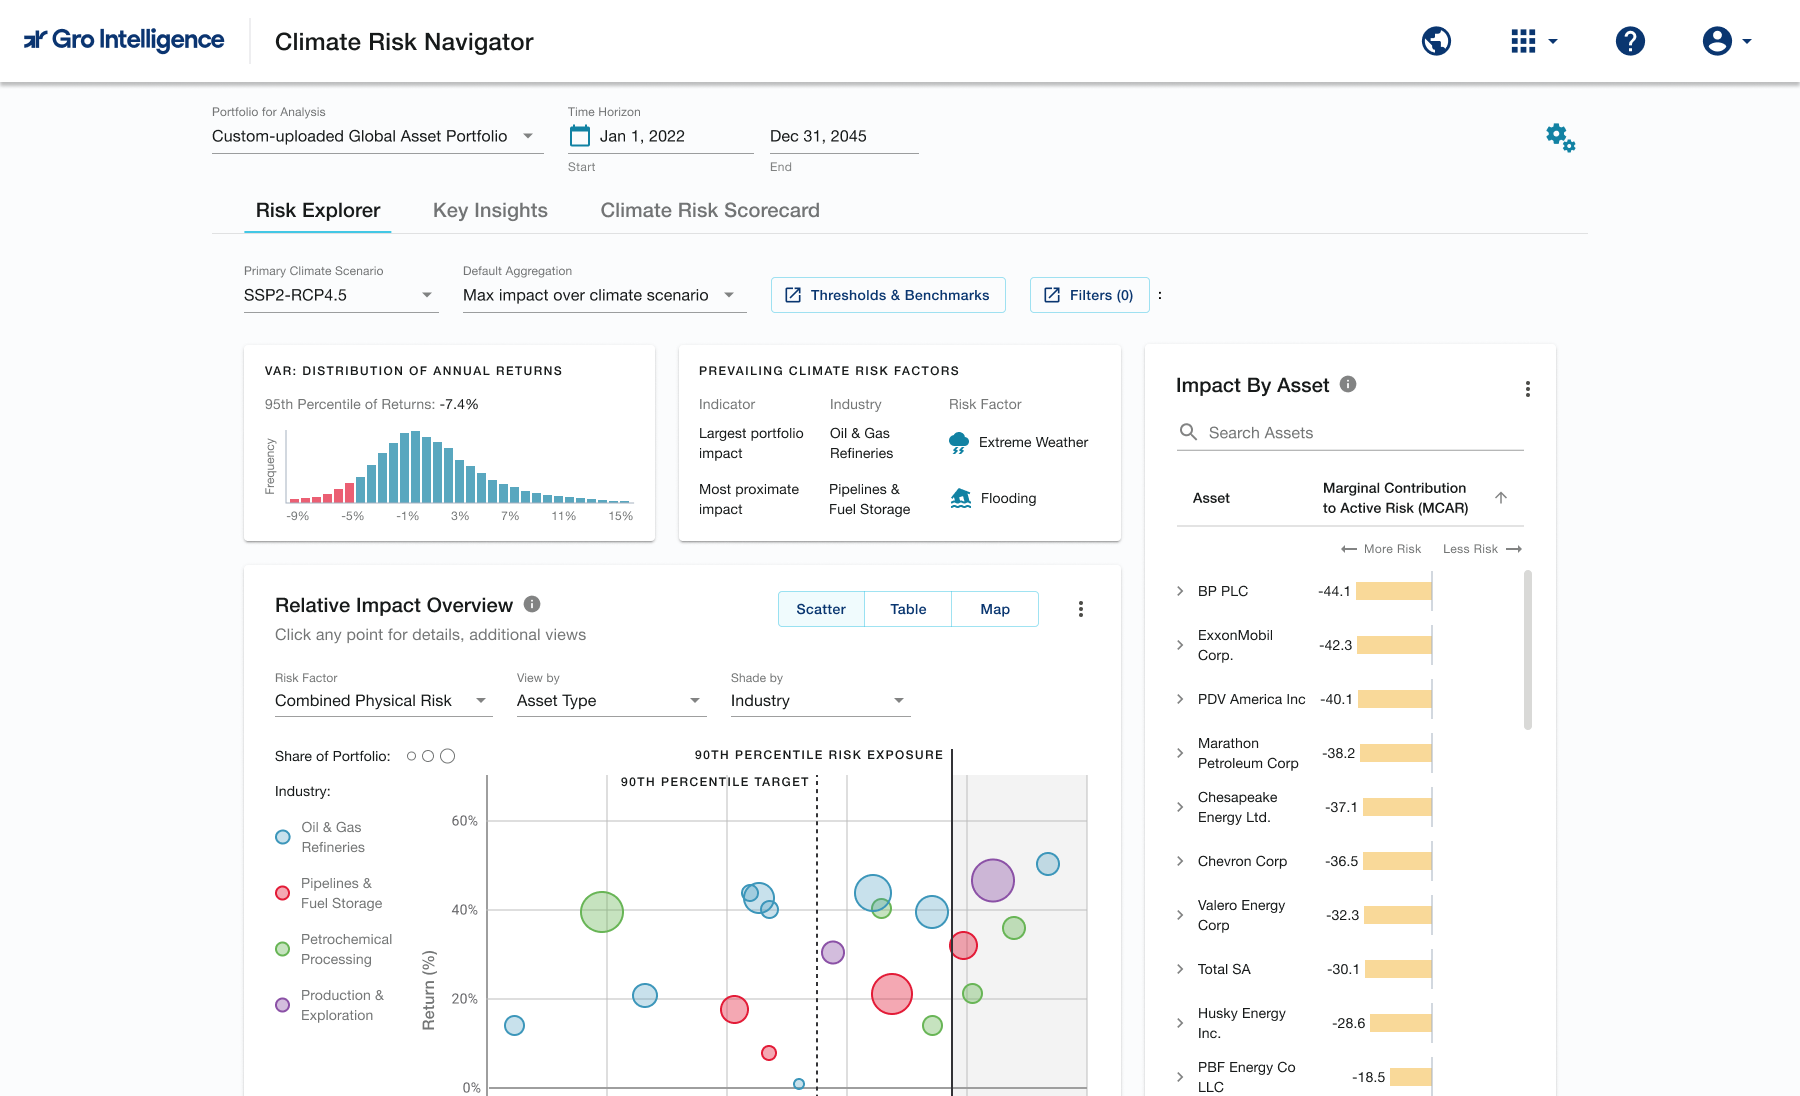 Gro Intelligence
Climate Risk Navigator
Portfolio for Analysis
Custom-uploaded Global Asset Portfolio
Time Horizon
Jan 1, 2022
Start
Dec 31, 2045
End
Risk Explorer
Key Insights
Climate Risk Scorecard
Primary Climate Scenario
SSP2-RCP4.5
Default Aggregation
Max impact over climate scenario
Thresholds & Benchmarks
Filters (0)
:
VAR: DISTRIBUTION OF ANNUAL RETURNS
95th Percentile of Returns: -7.4%
Frequency
-9%
-5%
-1%
3%
7%
11%
15%
PREVAILING CLIMATE RISK FACTORS
Indicator
Industry
Risk Factor
Largest portfolio
impact
Oil & Gas
Refineries
Extreme Weather
Most proximate
impact
Pipelines &
Fuel Storage
Flooding
Relative Impact Overview
Click any point for details, additional views
Scatter
Table
Map
Risk Factor
Combined Physical Risk
View by
Asset Type
Shade by
Industry
Share of Portfolio:
Industry:
Oil & Gas
Refineries
Pipelines &
Fuel Storage
Petrochemical
Processing
Production &
Exploration
90TH PERCENTILE RISK EXPOSURE
90TH PERCENTILE TARGET
Return (%)
60%
40%
20%
0%
Impact By Asset
Search Assets
Asset
Marginal Contribution
to Active Risk (MCAR)
More Risk
Less Risk
BP PLC
-44.1
ExxonMobil
Corp.
-42.3
PDV America Inc
-40.1
Marathon
Petroleum Corp
-38.2
Chesapeake
Energy Ltd.
-37.1
Chevron Corp
-36.5
Valero Energy
Corp
-32.3
Total SA
-30.1
Husky Energy
Inc.
-28.6
PBF Energy Co
LLC
-18.5